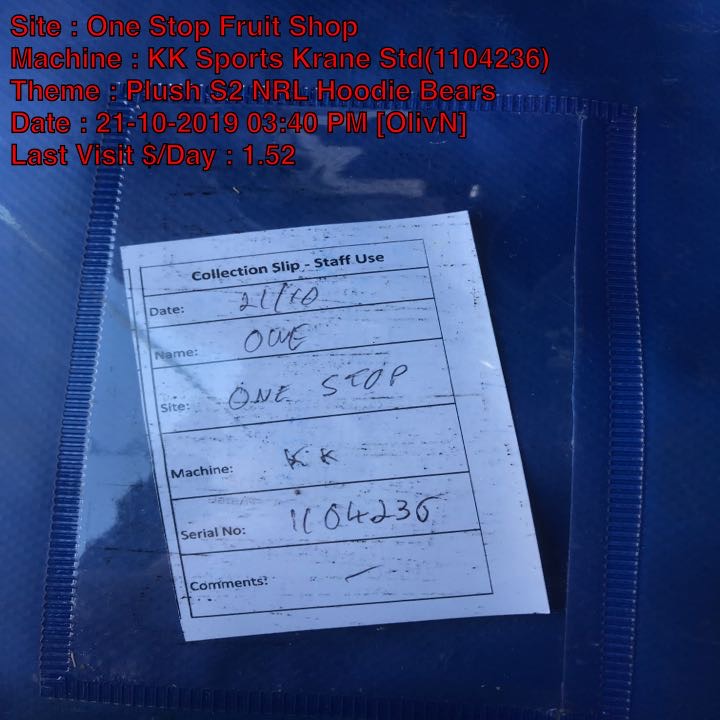 Site : One Stop Fruit Shop
Machine : KK Sports Krane Std(1104236)
Theme : Plush S2 NRL Hoodie Bears
Date : 21-10-2019 03:40 PM [OlivN]
Last Visit $/Day : 1.52
Collection Slip - Staff Use
Date: 21/10
Name:
Site: ONE STOP
Machine: KK
Serial No: 1104236
Comments: –